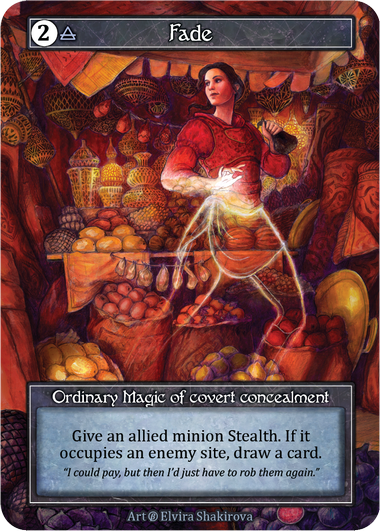 2
Fade
Ordinary Magic of covert concealment
Give an allied minion Stealth. If it
occupies an enemy site, draw a card.
“I could pay, but then I’d just have to rob them again.”
Art @ Elvira Shakirova